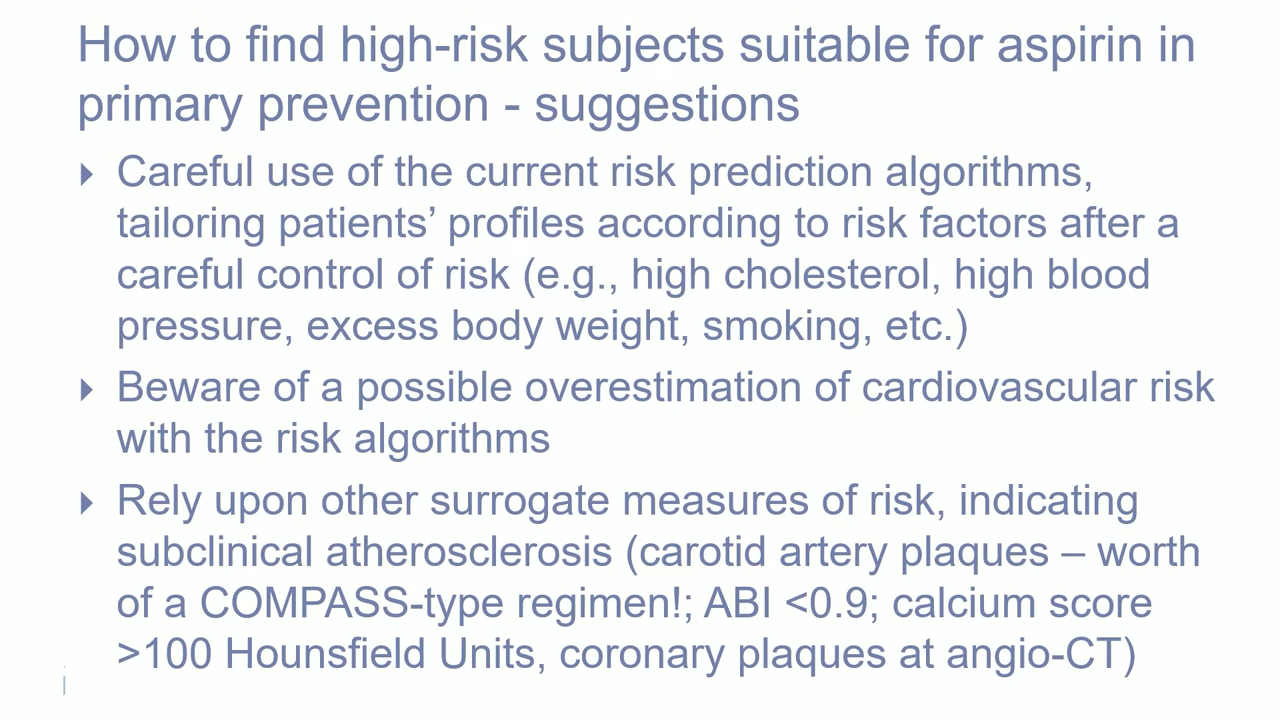 How to find high-risk subjects suitable for aspirin in
primary prevention - suggestions
Careful use of the current risk prediction algorithms,
tailoring patients’ profiles according to risk factors after a
careful control of risk (e.g., high cholesterol, high blood
pressure, excess body weight, smoking, etc.)
Beware of a possible overestimation of cardiovascular risk
with the risk algorithms
Rely upon other surrogate measures of risk, indicating
subclinical atherosclerosis (carotid artery plaques – worth
of a COMPASS-type regimen!; ABI <0.9; calcium score
>100 Hounsfield Units, coronary plaques at angio-CT)